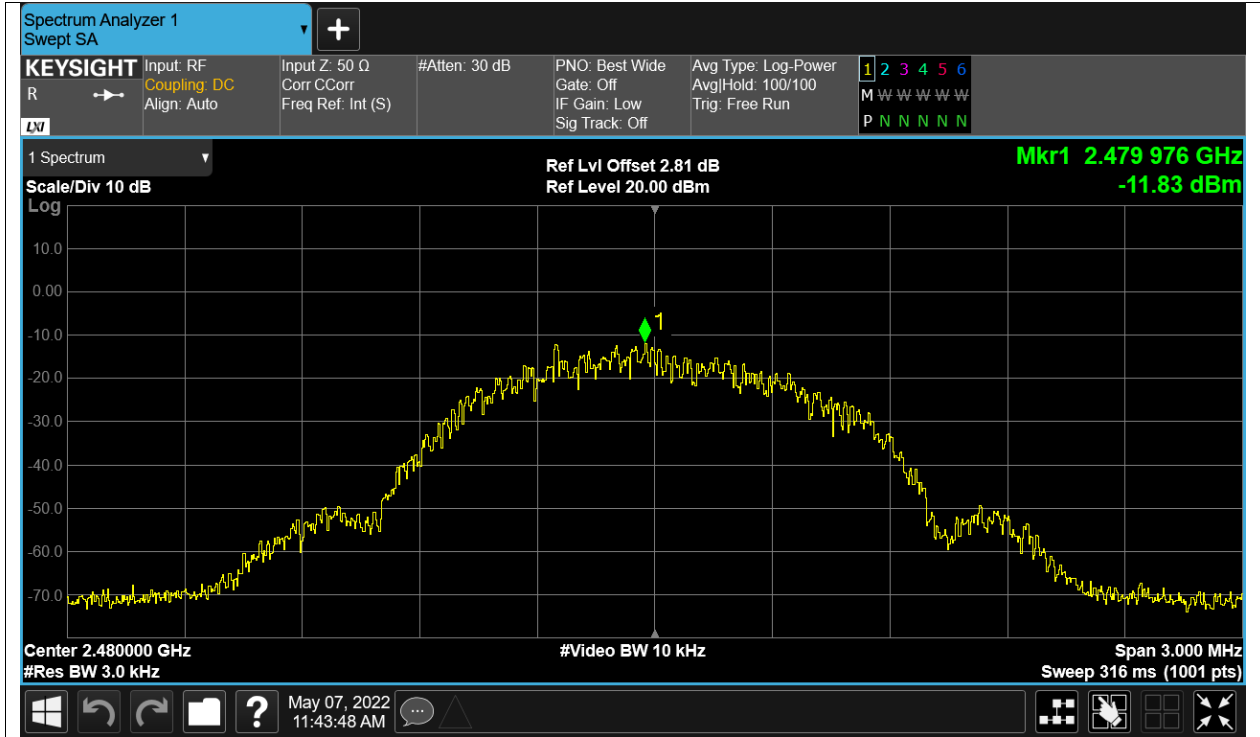 Spectrum Analyzer 1
Swept SA
+
KEYSIGHT
R
LXI
Input: RF
Coupling: DC
Align: Auto
Input Z: 50 Ω
Corr CCorr
Freq Ref: Int (S)
#Atten: 30 dB
PNO: Best Wide
Gate: Off
IF Gain: Low
Sig Track: Off
Avg Type: Log-Power
Avg|Hold: 100/100
Trig: Free Run
1 2 3 4 5 6
M W W W W W W
P N N N N N N
1 Spectrum
Scale/Div 10 dB
Log
Ref Lvl Offset 2.81 dB
Ref Level 20.00 dBm
Mkr1 2.479 976 GHz
-11.83 dBm
10.0
0.00
-10.0
-20.0
-30.0
-40.0
-50.0
-60.0
-70.0
1
Center 2.480000 GHz
#Res BW 3.0 kHz
#Video BW 10 kHz
Span 3.000 MHz
Sweep 316 ms (1001 pts)
?
May 07, 2022
11:43:48 AM